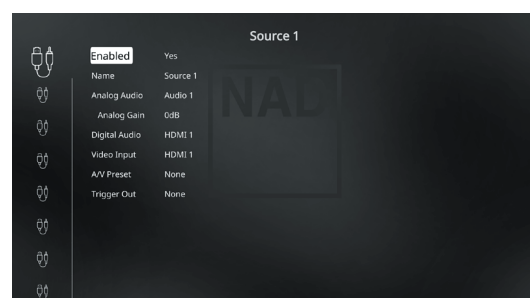 Source 1
Enabled Yes
Name Source 1
Analog Audio Audio 1
Analog Gain 0dB
Digital Audio HDMI 1
Video Input HDMI 1
A/V Preset None
Trigger Out None
NAD